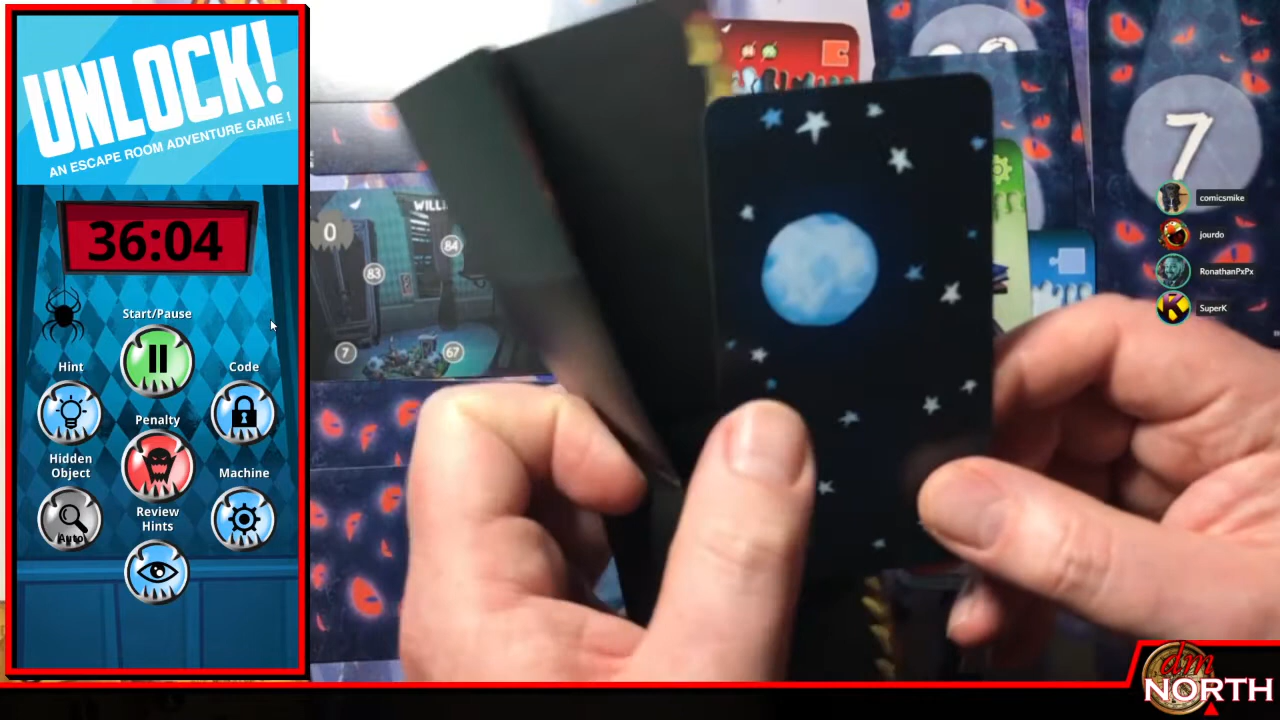 UNLOCK!
AN ESCAPE ROOM ADVENTURE GAME !
36:04
Start/Pause
Hint
Code
Penalty
Hidden
Object
Machine
Auto
Review
Hints
0
WILL
84
83
7
67
7
comicsmike
jourdo
RonathanPxPx
SuperK
dm
NORTH